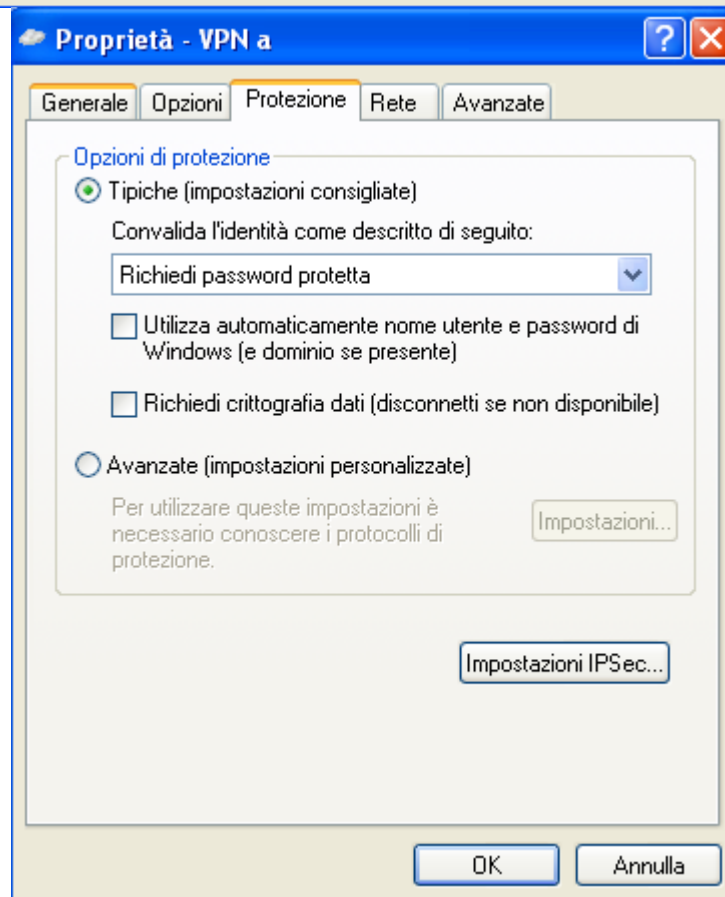 Proprietà - VPN a
Generale Opzioni Protezione Rete Avanzate
Opzioni di protezione
Tipiche (impostazioni consigliate)
Convalida l'identità come descritto di seguito:
Richiedi password protetta
Utilizza automaticamente nome utente e password di
Windows (e dominio se presente)
Richiedi crittografia dati (disconnetti se non disponibile)
Avanzate (impostazioni personalizzate)
Per utilizzare queste impostazioni è
necessario conoscere i protocolli di
protezione.
Impostazioni...
Impostazioni IPSec...
OK Annulla